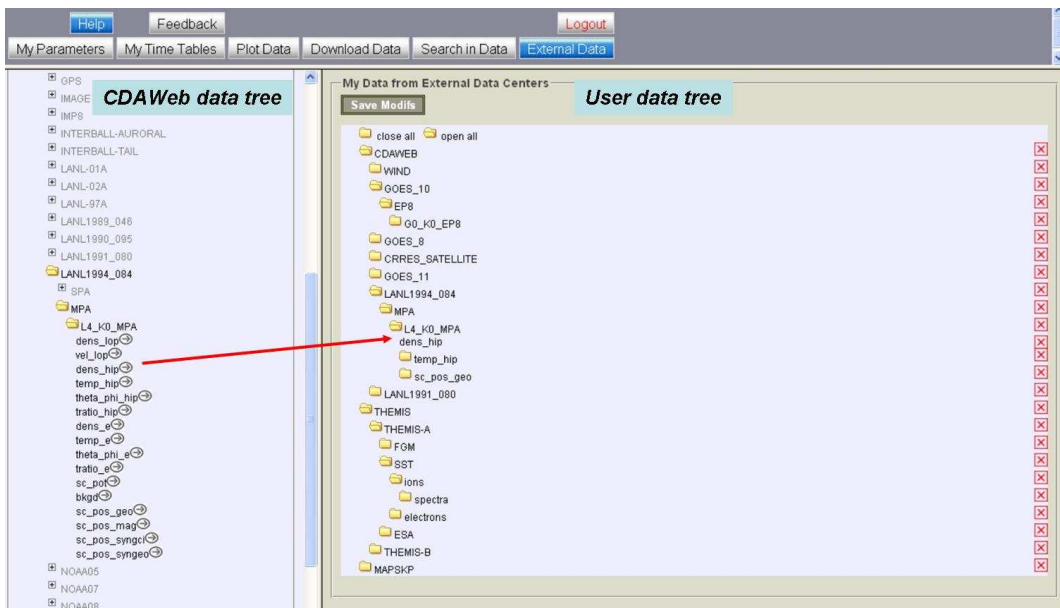 Help Feedback Logout
My Parameters My Time Tables Plot Data Download Data Search in Data External Data
CDAWeb data tree
GPS
IMAGE
IMP8
INTERBALL-AURORAL
INTERBALL-TAIL
LANL-01A
LANL-02A
LANL-97A
LANL1989_046
LANL1990_095
LANL1991_080
LANL1994_084
SPA
MPA
L4_K0_MPA
dens_lop
vel_lop
dens_hip
temp_hip
theta_phi_hip
tratio_hip
dens_e
temp_e
theta_phi_e
tratio_e
sc_pot
bkgd
sc_pos_geo
sc_pos_mag
sc_pos_syngci
sc_pos_syngeo
NOAA05
NOAA07
NOAA08
My Data from External Data Centers
User data tree
Save Modifs
close all open all
CDAWEB
WIND
GOES_10
EP8
G0_K0_EP8
GOES_8
CRRES_SATELLITE
GOES_11
LANL1994_084
MPA
L4_K0_MPA
dens_hip
temp_hip
sc_pos_geo
LANL1991_080
THEMIS
THEMIS-A
FGM
SST
ions
spectra
electrons
ESA
THEMIS-B
MAPSKP